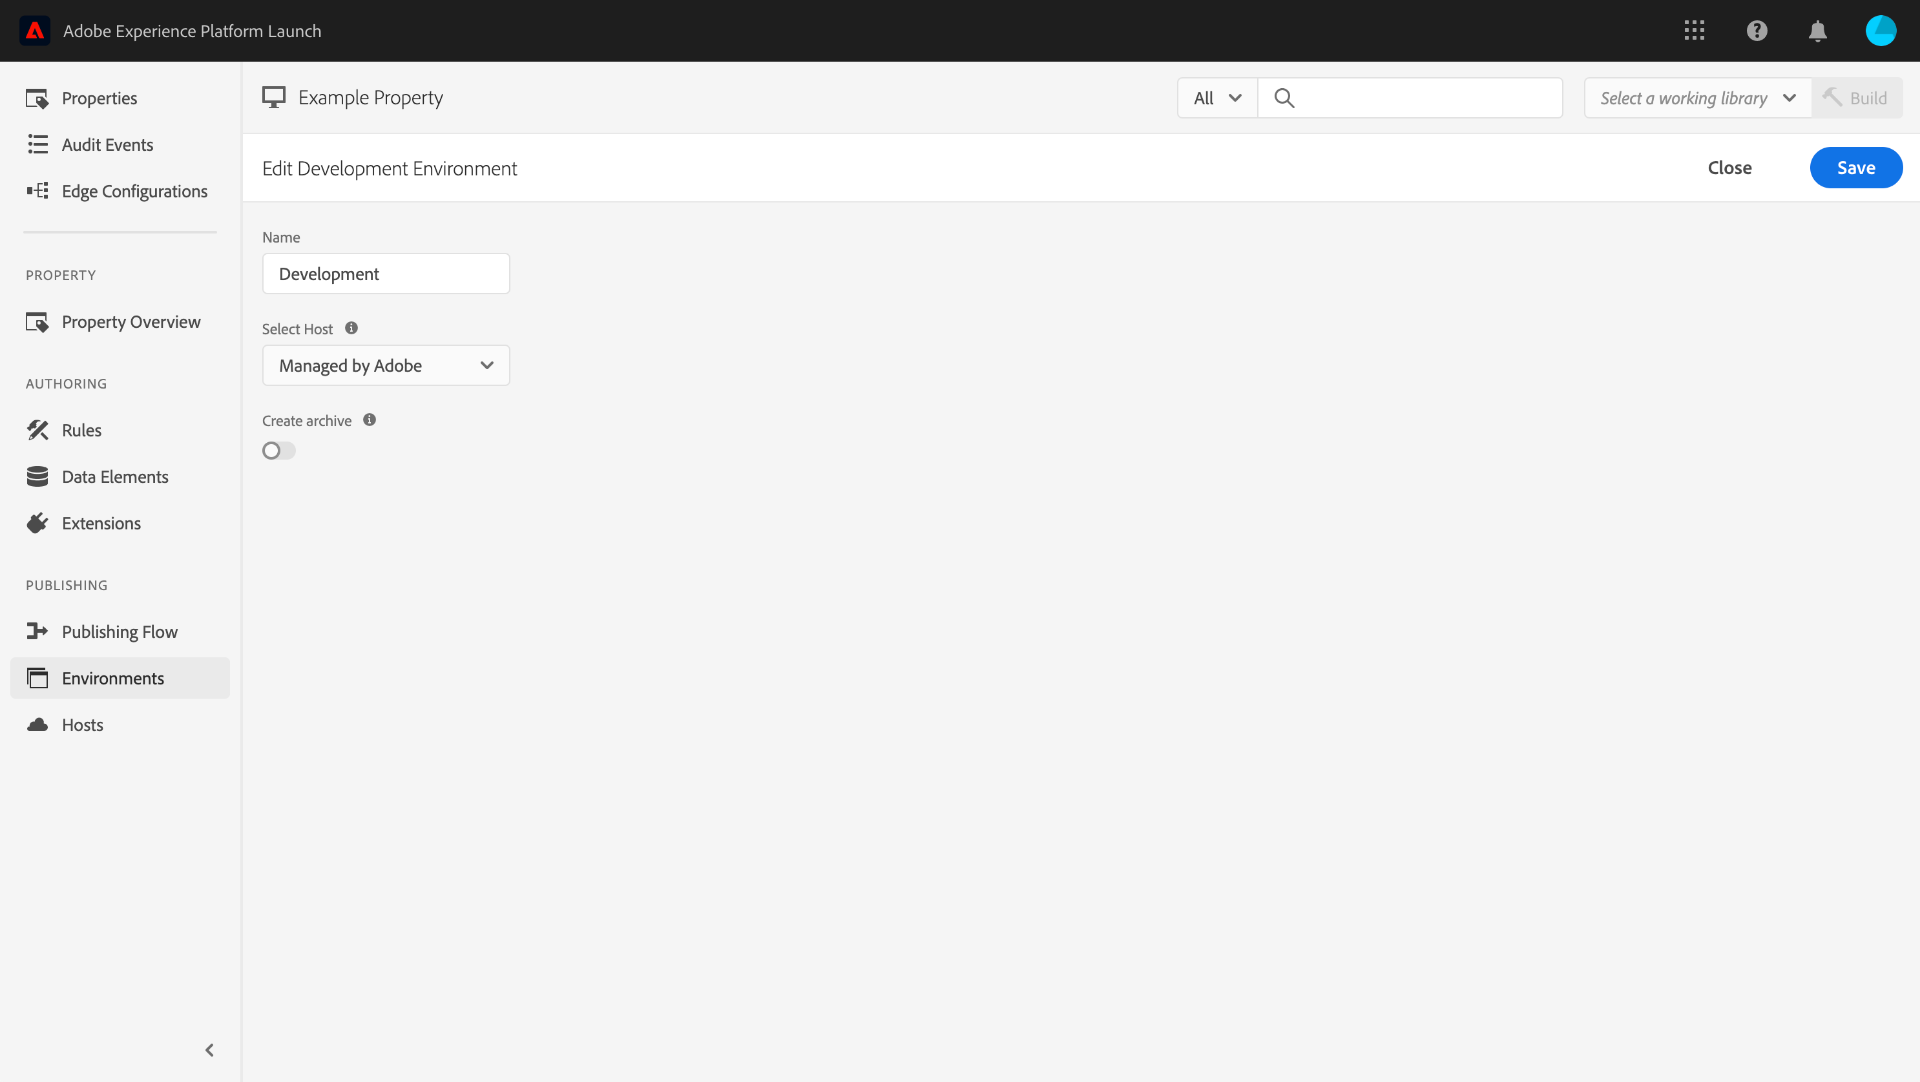 Adobe Experience Platform Launch
Properties
Audit Events
Edge Configurations
PROPERTY
Property Overview
AUTHORING
Rules
Data Elements
Extensions
PUBLISHING
Publishing Flow
Environments
Hosts
Example Property
All
Select a working library
Build
Edit Development Environment
Close
Save
Name
Development
Select Host
Managed by Adobe
Create archive